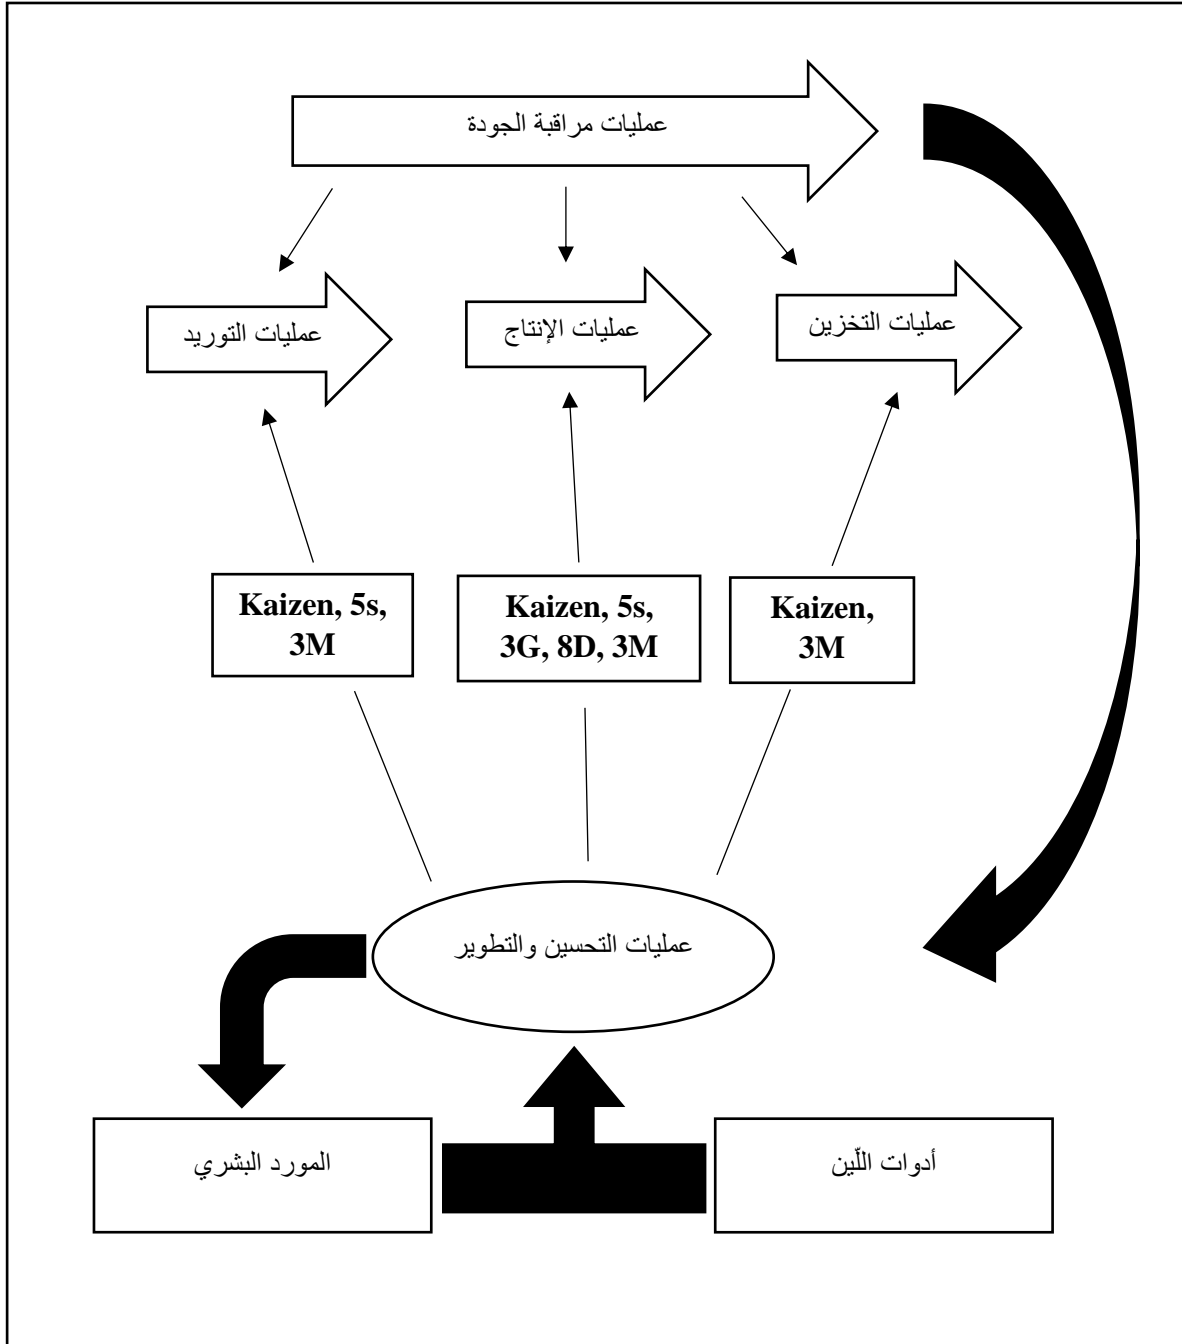 عمليات مراقبة الجودة
عمليات التخزين
عمليات الإنتاج
عمليات التوريد
Kaizen, 5s,
3M
Kaizen, 5s,
3G, 8D, 3M
Kaizen,
3M
عمليات التحسين والتطوير
أدوات اللّين
المورد البشري